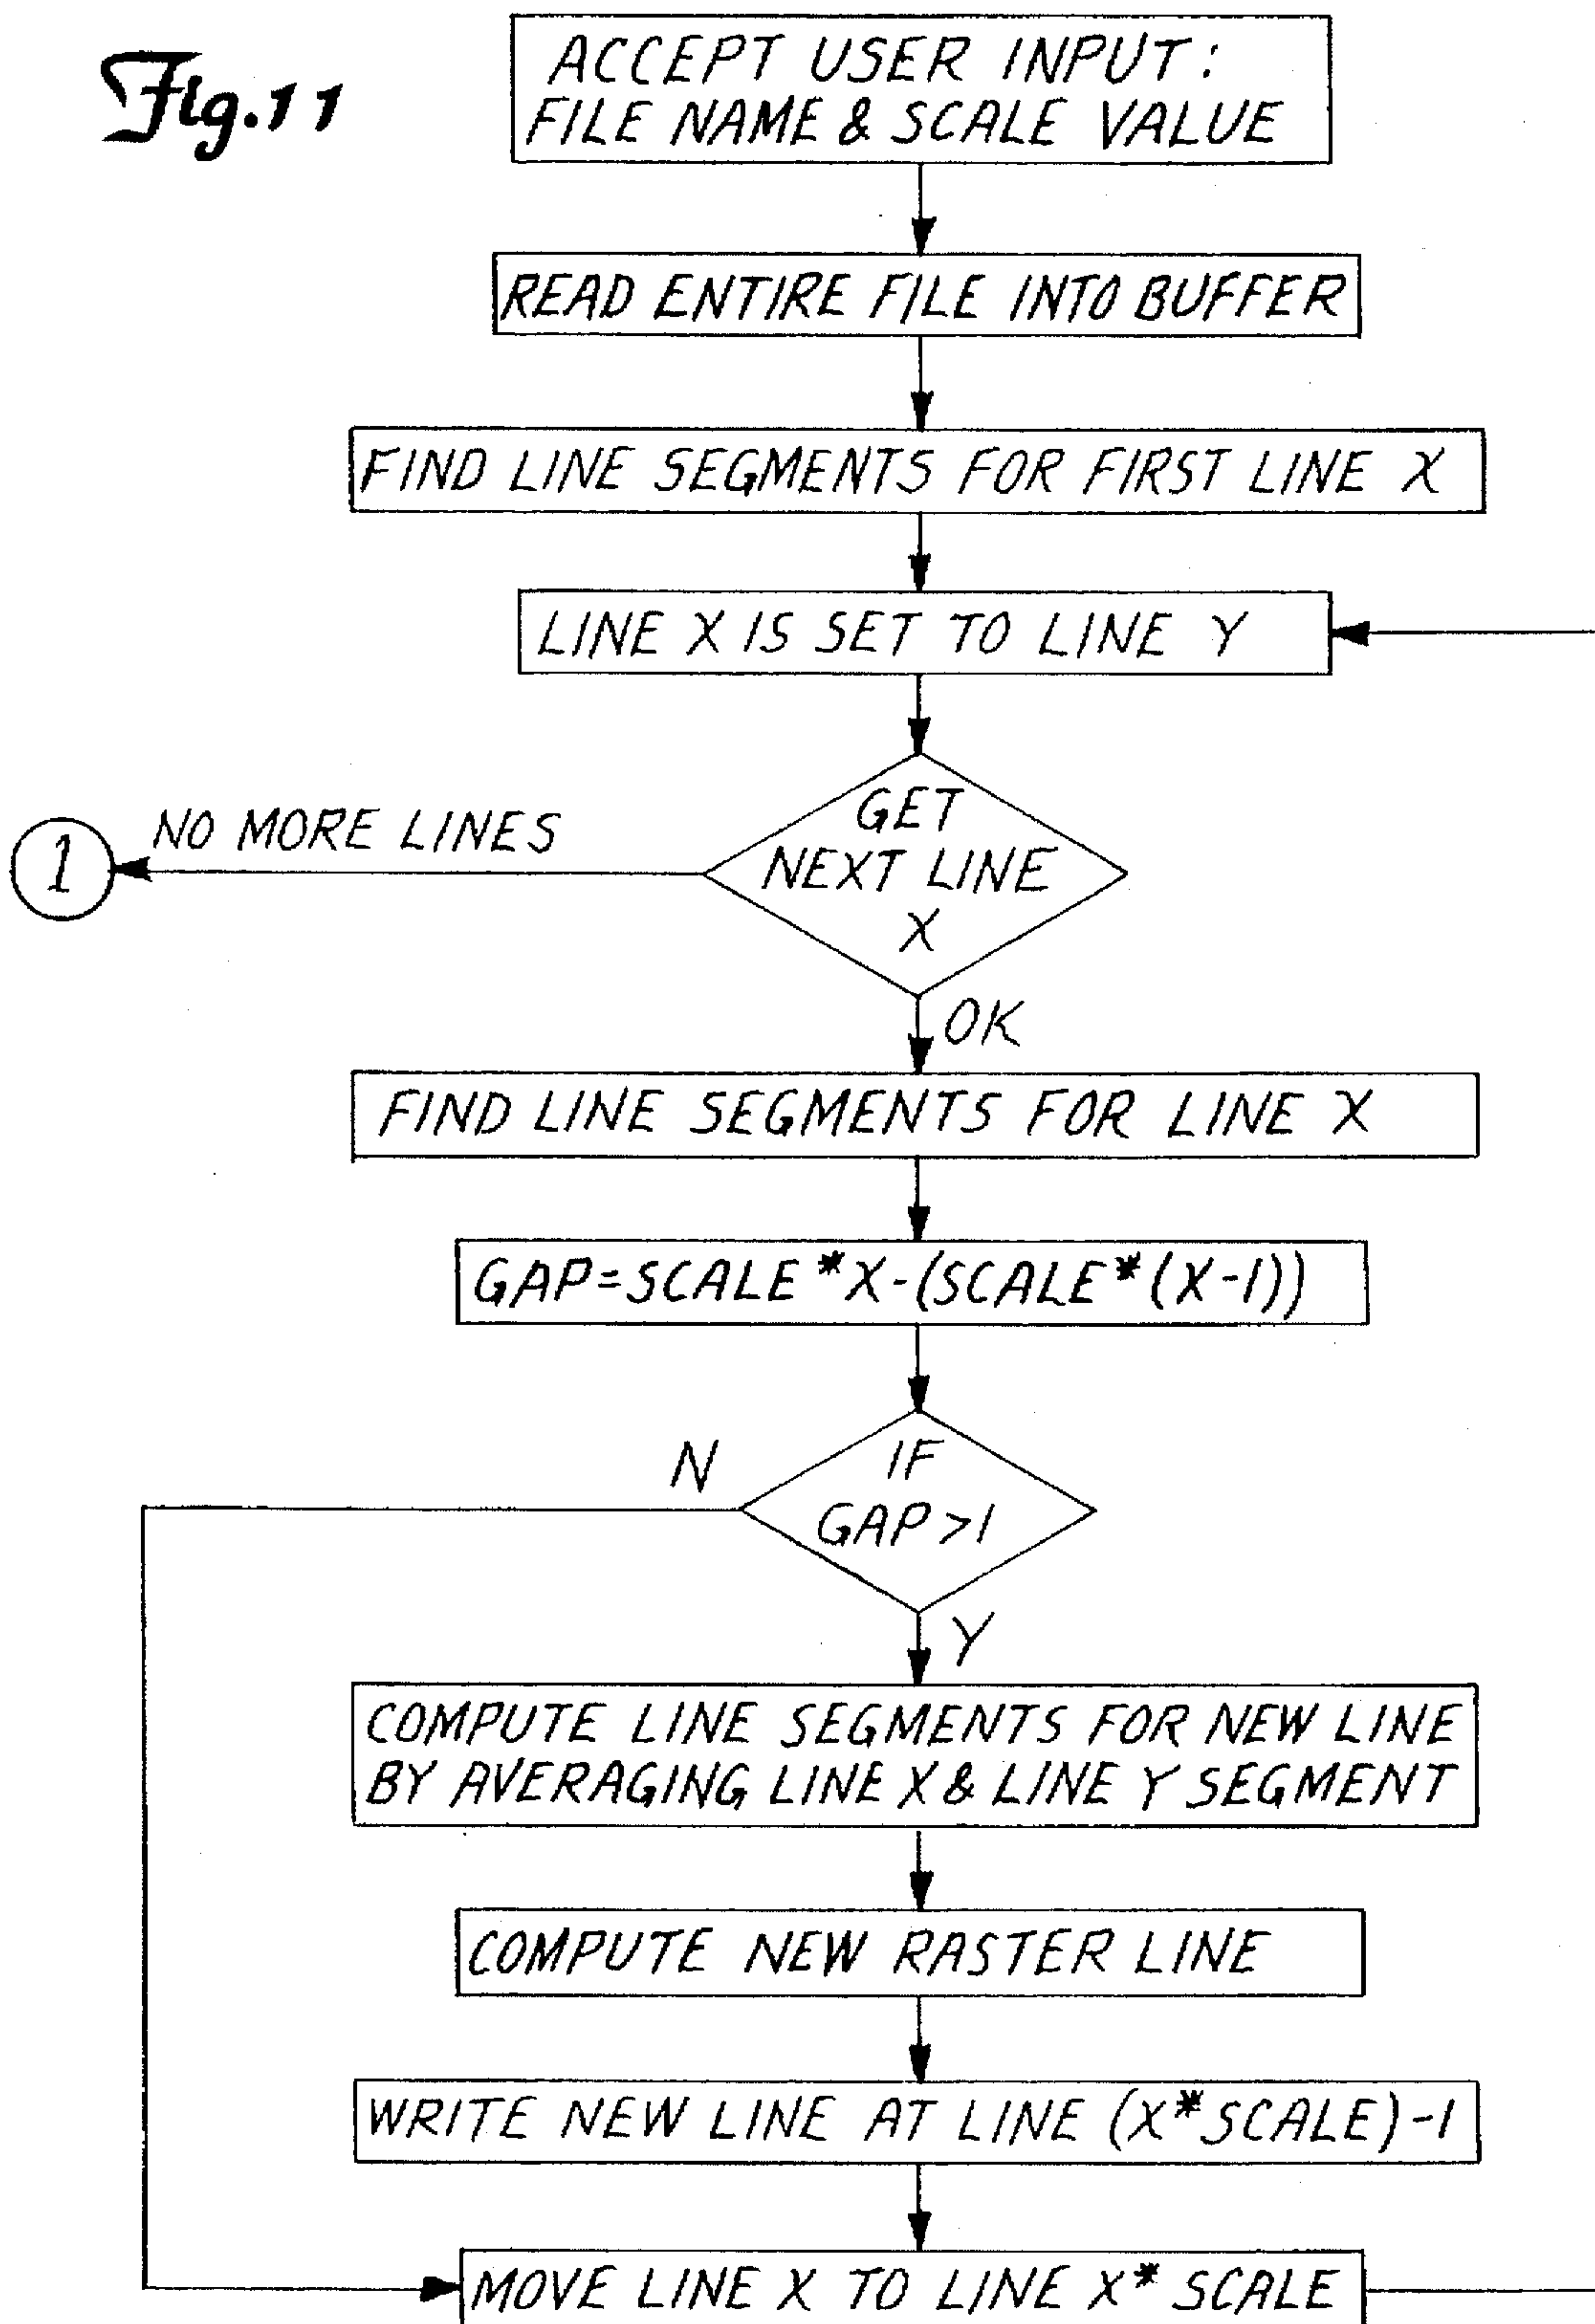 Fig.11
ACCEPT USER INPUT:
FILE NAME & SCALE VALUE
READ ENTIRE FILE INTO BUFFER
FIND LINE SEGMENTS FOR FIRST LINE X
LINE X IS SET TO LINE Y
GET
NEXT LINE
X
NO MORE LINES
1
OK
FIND LINE SEGMENTS FOR LINE X
GAP=SCALE*X-(SCALE*(X-1))
IF
GAP>1
N
Y
COMPUTE LINE SEGMENTS FOR NEW LINE
BY AVERAGING LINE X & LINE Y SEGMENT
COMPUTE NEW RASTER LINE
WRITE NEW LINE AT LINE (X*SCALE)-1
MOVE LINE X TO LINE X* SCALE